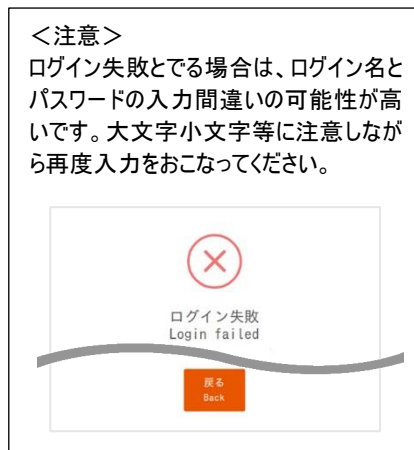 ＜注意＞
ログイン失敗とでる場合は、ログイン名と
パスワードの入力間違いの可能性が高
いです。大文字小文字等に注意しなが
ら再度入力をおこなってください。
ログイン失敗
Login failed
戻る
Back